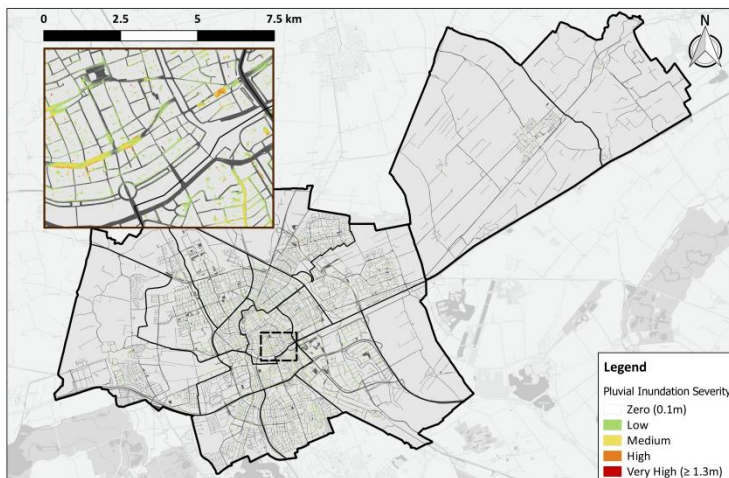 0 2.5 5 7.5 km
N
Legend
Pluvial Inundation Severity
Zero (0.1m)
Low
Medium
High
Very High (≥ 1.3m)